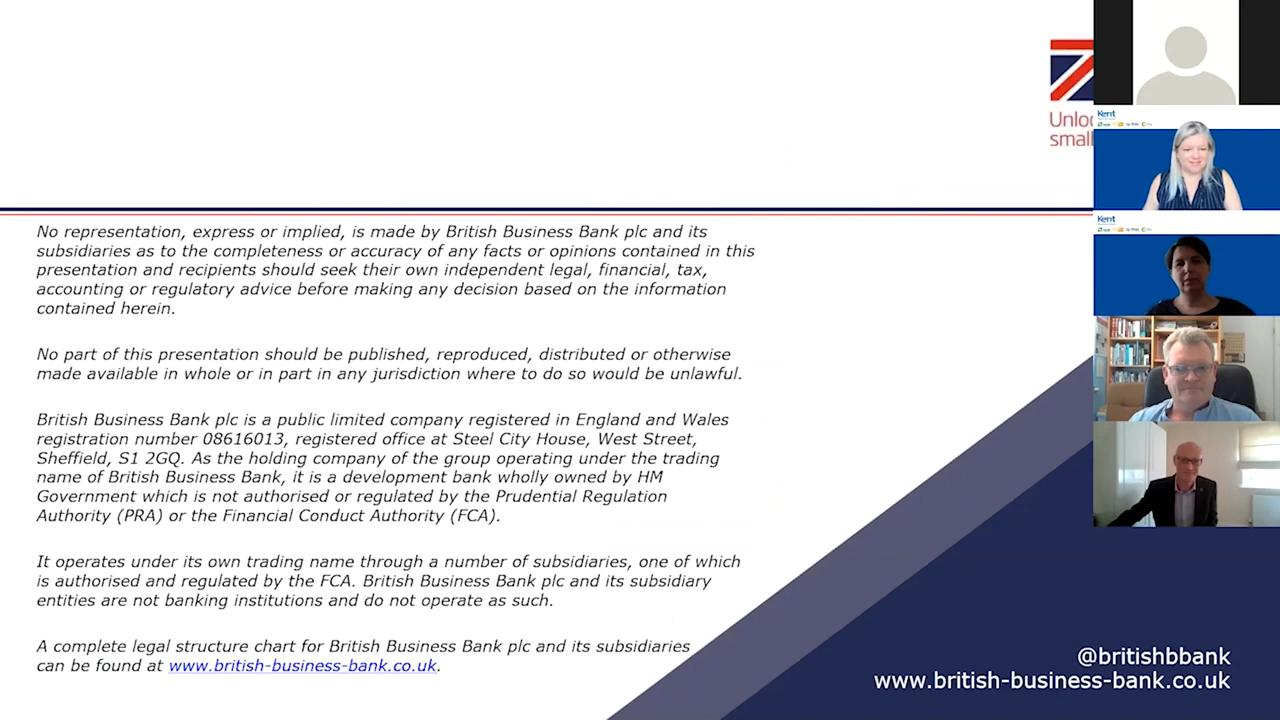 Unloc
small
Kent
Kent
No representation, express or implied, is made by British Business Bank plc and its
subsidiaries as to the completeness or accuracy of any facts or opinions contained in this
presentation and recipients should seek their own independent legal, financial, tax,
accounting or regulatory advice before making any decision based on the information
contained herein.
No part of this presentation should be published, reproduced, distributed or otherwise
made available in whole or in part in any jurisdiction where to do so would be unlawful.
British Business Bank plc is a public limited company registered in England and Wales
registration number 08616013, registered office at Steel City House, West Street,
Sheffield, S1 2GQ. As the holding company of the group operating under the trading
name of British Business Bank, it is a development bank wholly owned by HM
Government which is not authorised or regulated by the Prudential Regulation
Authority (PRA) or the Financial Conduct Authority (FCA).
It operates under its own trading name through a number of subsidiaries, one of which
is authorised and regulated by the FCA. British Business Bank plc and its subsidiary
entities are not banking institutions and do not operate as such.
A complete legal structure chart for British Business Bank plc and its subsidiaries
can be found at www.british-business-bank.co.uk.
@britishbbank
www.british-business-bank.co.uk